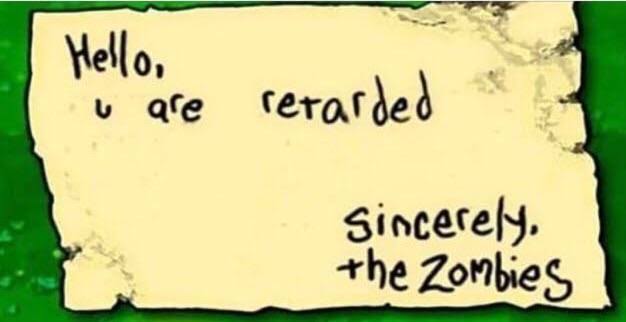 Hello,
u are retarded
Sincerely,
the Zombies